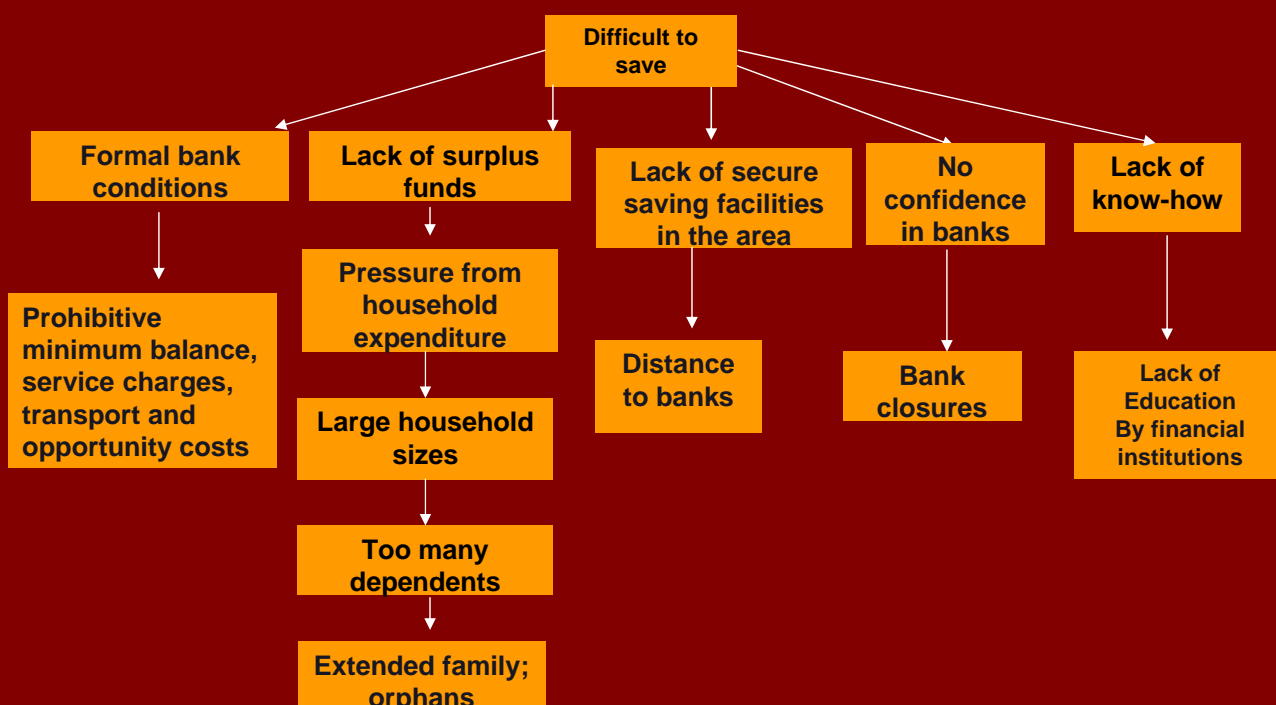 Difficult to
save
Formal bank
conditions
Lack of surplus
funds
Lack of secure
saving facilities
in the area
No
confidence
in banks
Lack of
know-how
Prohibitive
minimum balance,
service charges,
transport and
opportunity costs
Pressure from
household
expenditure
Distance
to banks
Bank
closures
Lack of
Education
By financial
institutions
Large household
sizes
Too many
dependents
Extended family;
orphans